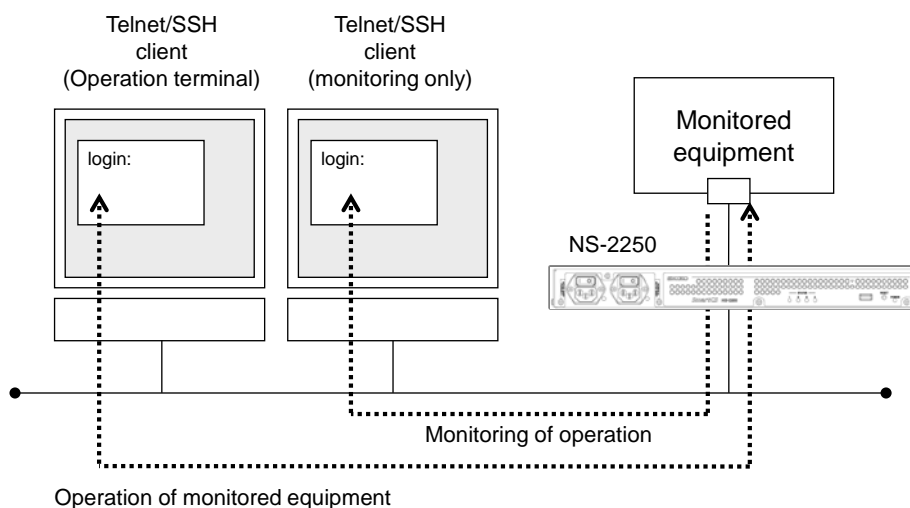 Telnet/SSH
client
(Operation terminal)
Telnet/SSH
client
(monitoring only)
Monitored
equipment
login:
login:
NS-2250
Monitoring of operation
Operation of monitored equipment